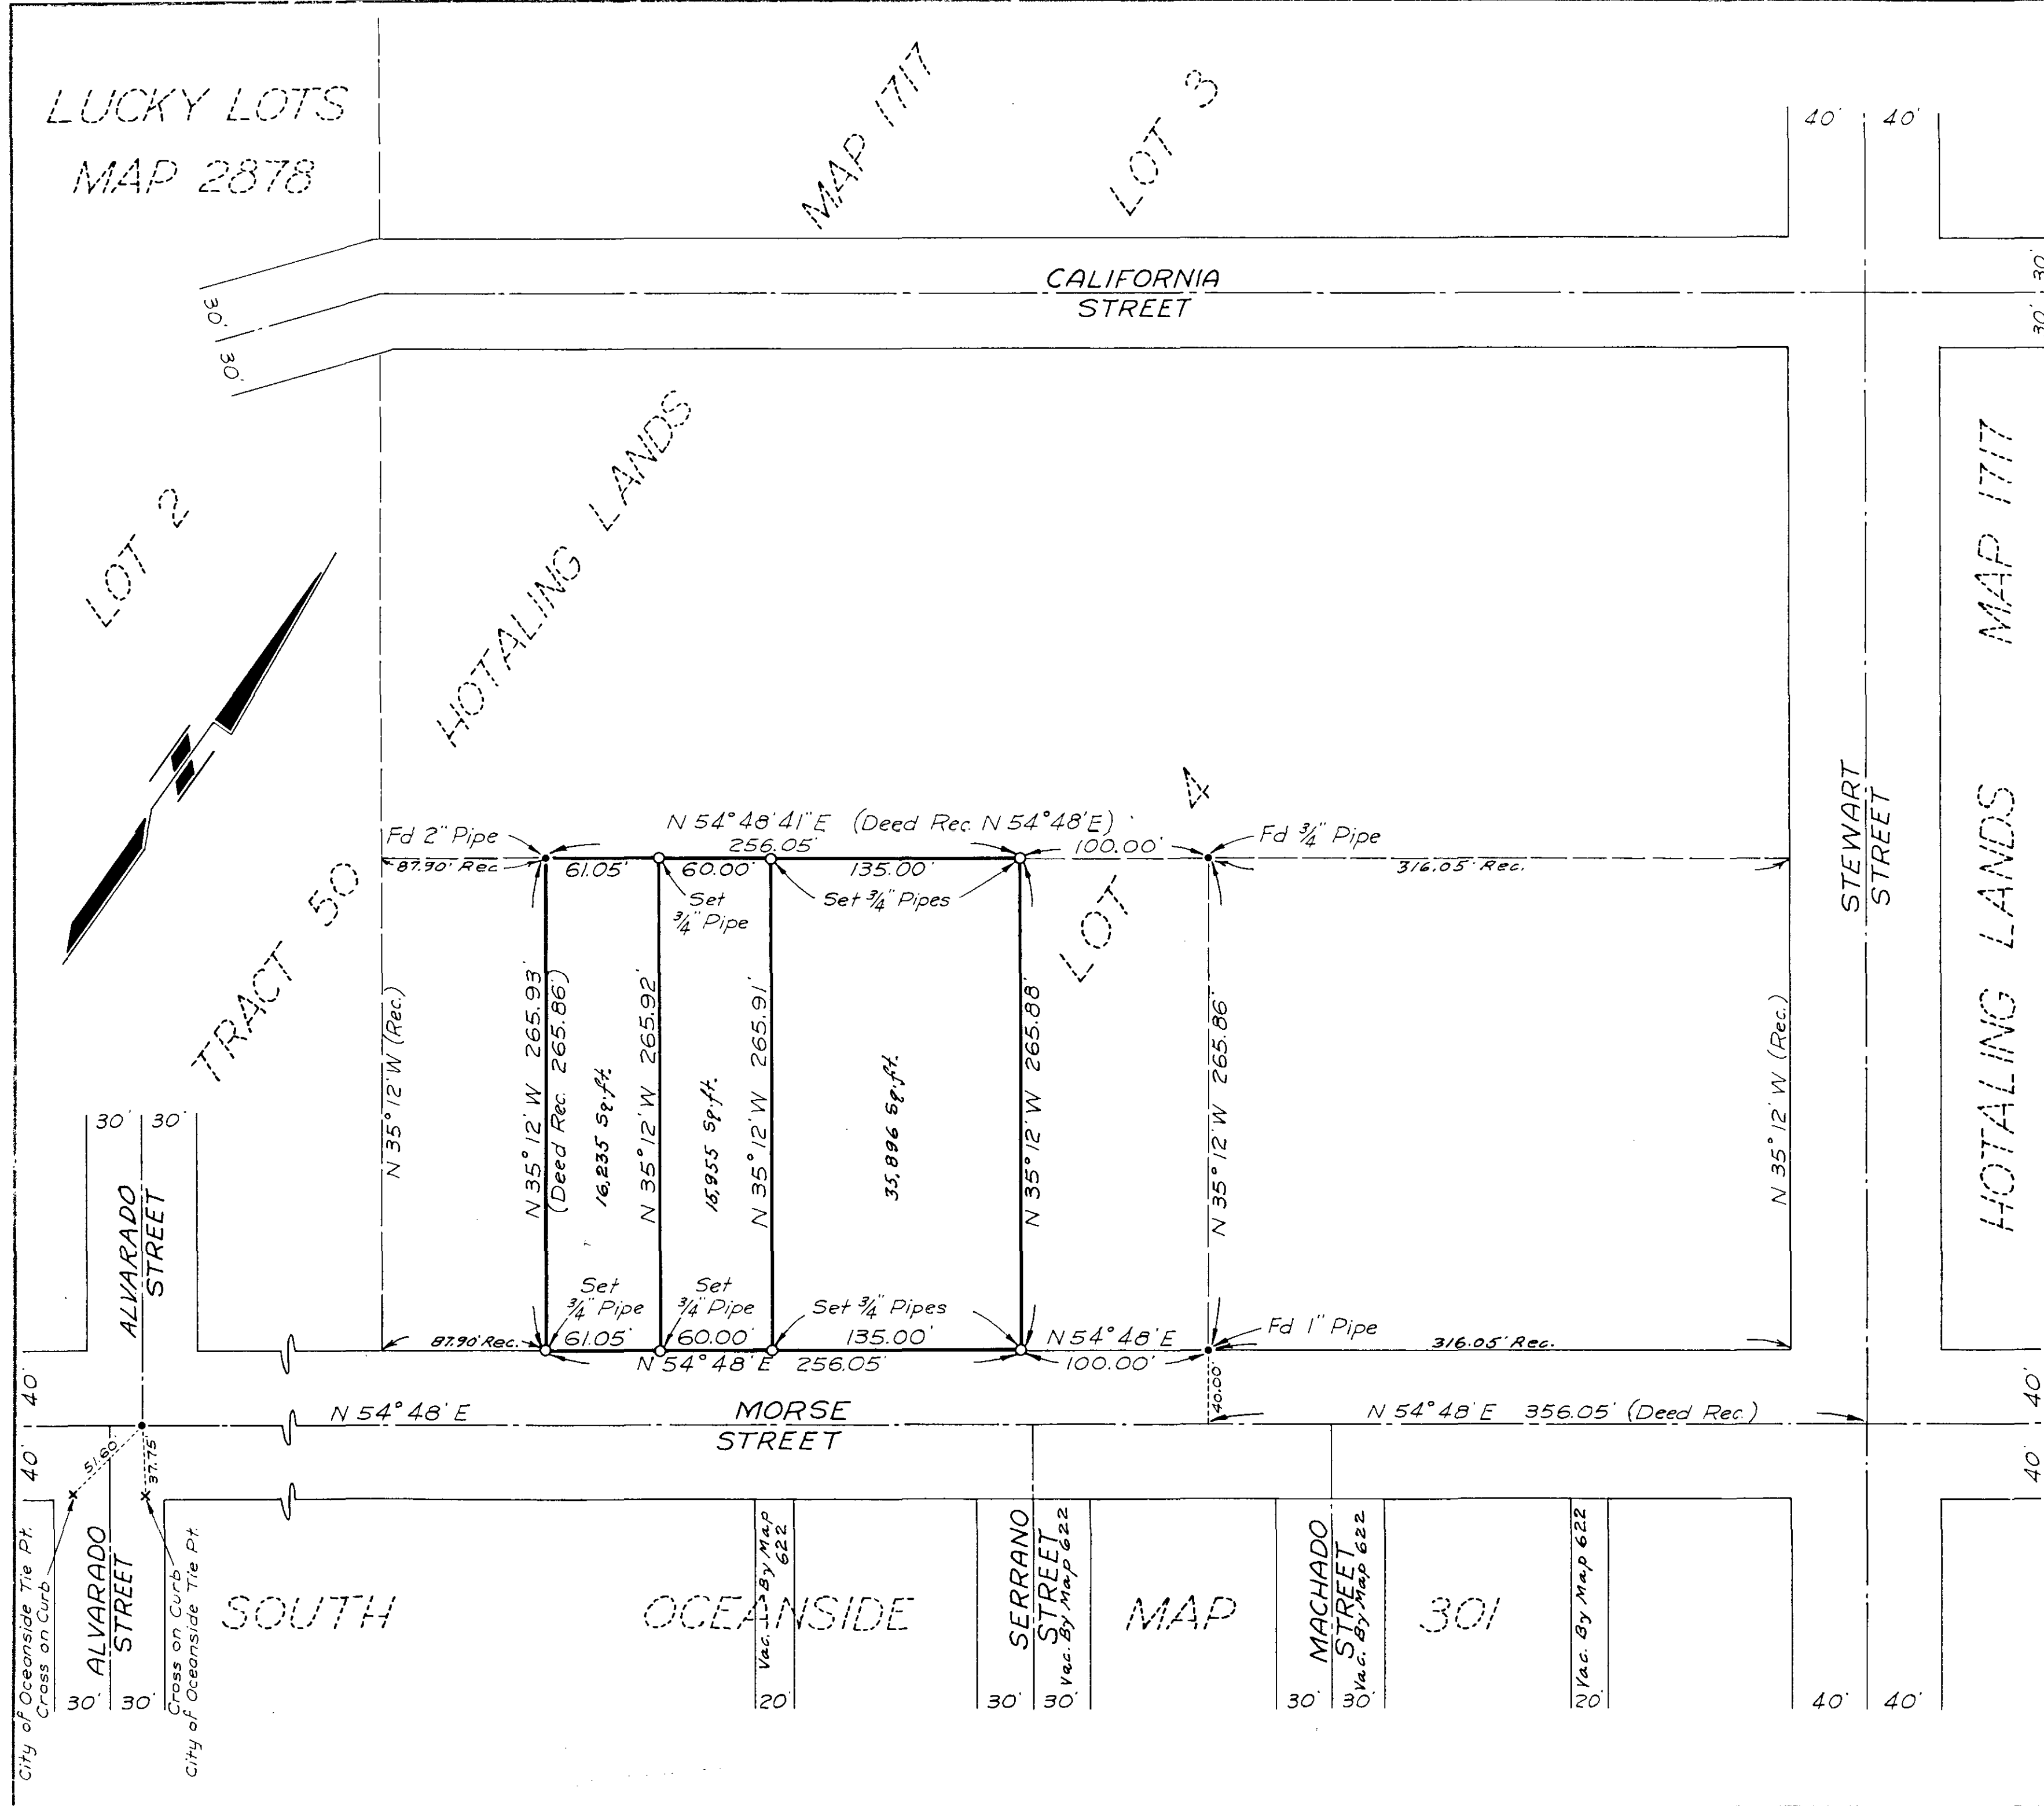 LUCKY LOTS
MAP 2878
MAP 1717
LOT 3
40' 40'
CALIFORNIA
STREET
30'
30'
30'
30'
LOT 2
HOTALING LANDS
HOTALING LANDS MAP 1717
STEWART
STREET
TRACT 50
LOT 4
N 54°48'41"E (Deed Rec. N 54°48'E)
Fd 2" Pipe
256.05'
100.00'
Fd 3/4" Pipe
87.90' Rec
61.05'
60.00'
135.00'
316.05' Rec.
Set
3/4" Pipe
Set 3/4" Pipes
N 35°12' W (Rec.)
N 35°12' W 265.93'
(Deed Rec. 265.86')
16,235 Sq.ft.
N 35°12' W 265.92'
15,955 Sq.ft.
N 35°12' W 265.91'
35,896 Sq.ft.
N 35°12' W 265.88'
N 35°12' W 265.86'
N 35°12' W (Rec.)
30' 30'
ALVARADO
STREET
Set
3/4" Pipe
Set
3/4" Pipe
Set 3/4" Pipes
87.90' Rec.
61.05'
60.00'
135.00'
N 54°48' E
Fd 1" Pipe
316.05' Rec.
N 54°48' E 256.05'
100.00'
40.00'
40'
40'
N 54°48' E
MORSE
STREET
N 54°48' E 356.05' (Deed Rec.)
40'
40'
51.60'
37.75'
City of Oceanside Tie Pt.
Cross on Curb
ALVARADO
STREET
Cross on Curb
City of Oceanside Tie Pt.
SOUTH OCEANSIDE MAP 301
Vac. By Map
622
SERRANO
STREET
Vac. By Map 622
MACHADO
STREET
Vac. By Map 622
Vac. By Map 622
30' 30'
20'
30' 30'
30' 30'
20'
40' 40'